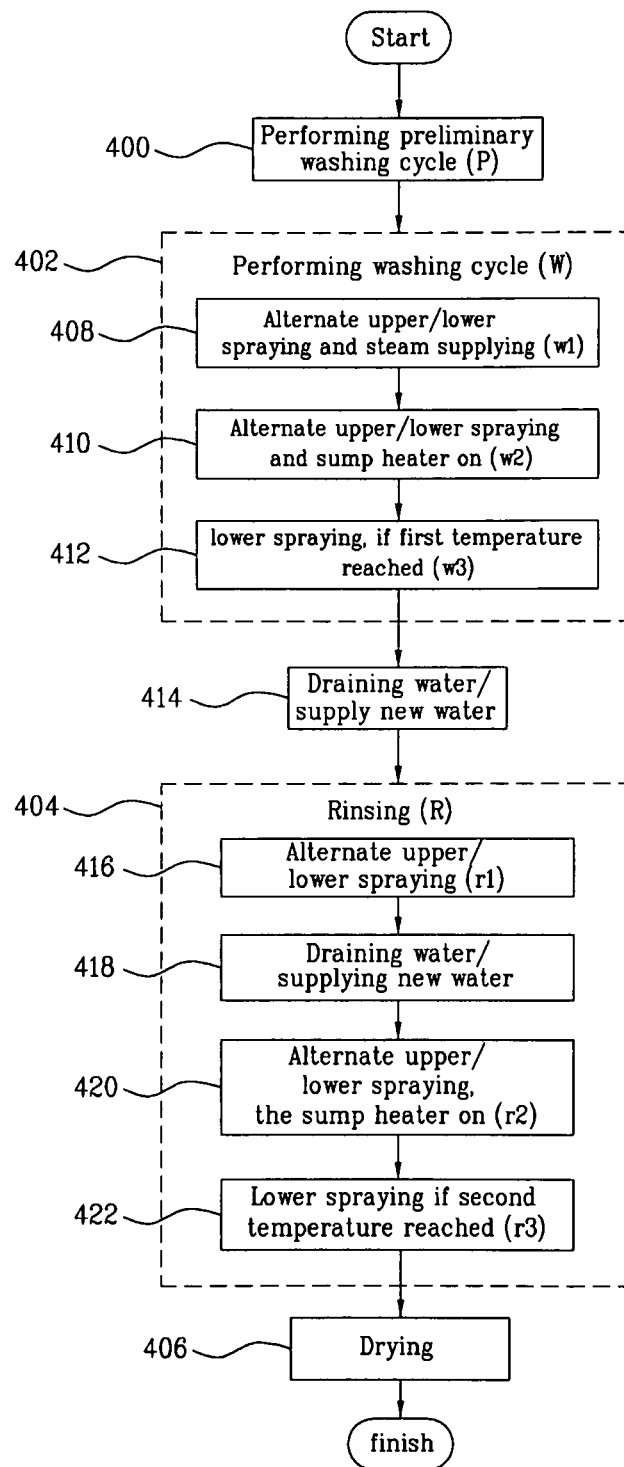 Start
400
Performing preliminary
washing cycle (P)
402
Performing washing cycle (W)
408
Alternate upper/lower
spraying and steam supplying (w1)
410
Alternate upper/lower spraying
and sump heater on (w2)
412
lower spraying, if first temperature
reached (w3)
414
Draining water/
supply new water
404
Rinsing (R)
416
Alternate upper/
lower spraying (r1)
418
Draining water/
supplying new water
420
Alternate upper/
lower spraying,
the sump heater on (r2)
422
Lower spraying if second
temperature reached (r3)
406
Drying
finish